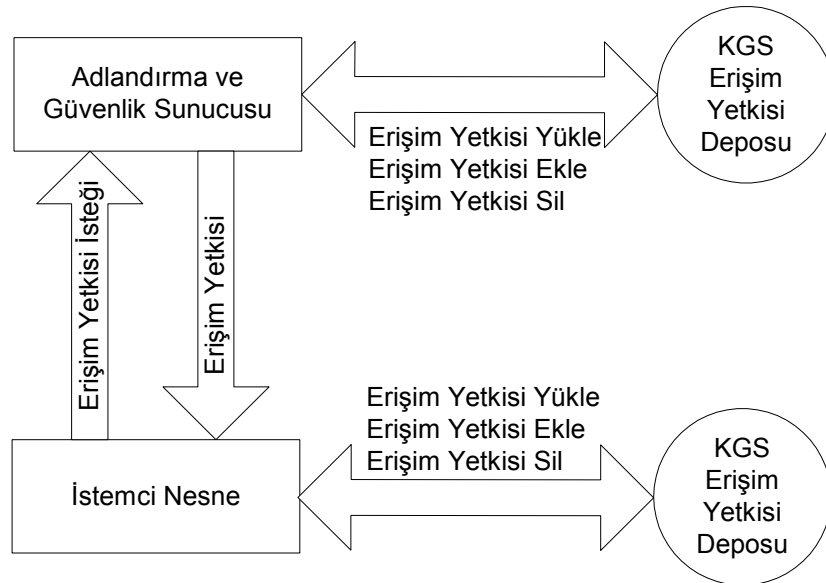 Adlandırma ve
Güvenlik Sunucusu
KGS
Erişim
Yetkisi
Deposu
Erişim Yetkisi Yükle
Erişim Yetkisi Ekle
Erişim Yetkisi Sil
Erişim Yetkisi İsteği
Erişim Yetkisi
Erişim Yetkisi Yükle
Erişim Yetkisi Ekle
Erişim Yetkisi Sil
İstemci Nesne
KGS
Erişim
Yetkisi
Deposu